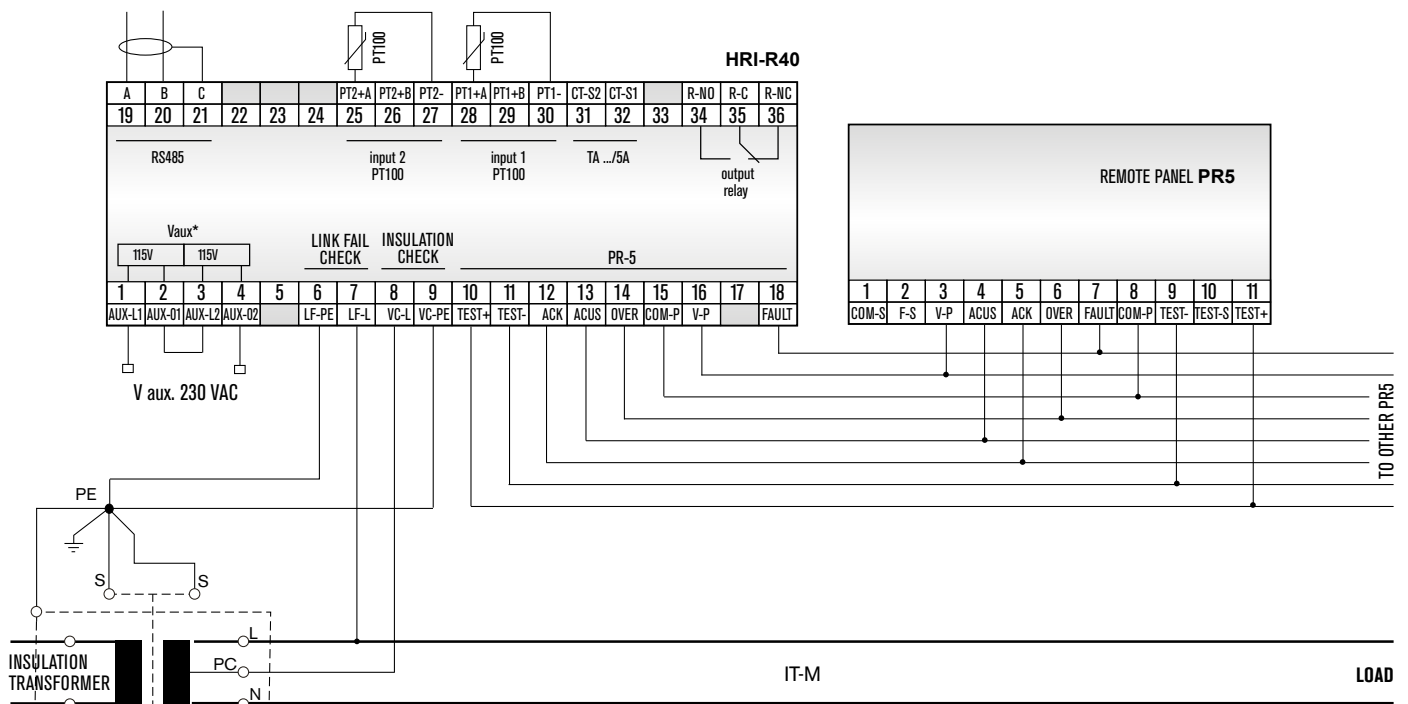 PT100 PT100
HRI-R40
A B C PT2+A PT2+B PT2- PT1+A PT1+B PT1- CT-S2 CT-S1 R-NO R-C R-NC
19 20 21 22 23 24 25 26 27 28 29 30 31 32 33 34 35 36
RS485 input 2 input 1 TA .../5A
PT100 PT100
output
relay
Vaux*
115V 115V
LINK FAIL INSULATION
CHECK CHECK
PR-5
1 2 3 4 5 6 7 8 9 10 11 12 13 14 15 16 17 18
AUX-L1 AUX-01 AUX-L2 AUX-02 LF-PE LF-L VC-L VC-PE TEST+ TEST- ACK ACUS OVER COM-P V-P FAULT
REMOTE PANEL PR5
1 2 3 4 5 6 7 8 9 10 11
COM-S F-S V-P ACUS ACK OVER FAULT COM-P TEST- TEST-S TEST+
V aux. 230 VAC
TO OTHER PR5
PE
S S
L
INSULATION
TRANSFORMER
PC
IT-M
LOAD
N